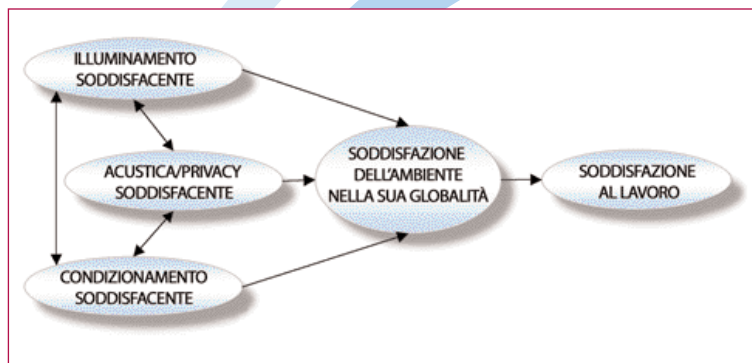 ILLUMINAMENTO
SODDISFACENTE
ACUSTICA/PRIVACY
SODDISFACENTE
CONDIZIONAMENTO
SODDISFACENTE
SODDISFAZIONE
DELL'AMBIENTE
NELLA SUA GLOBALITÀ
SODDISFAZIONE
AL LAVORO